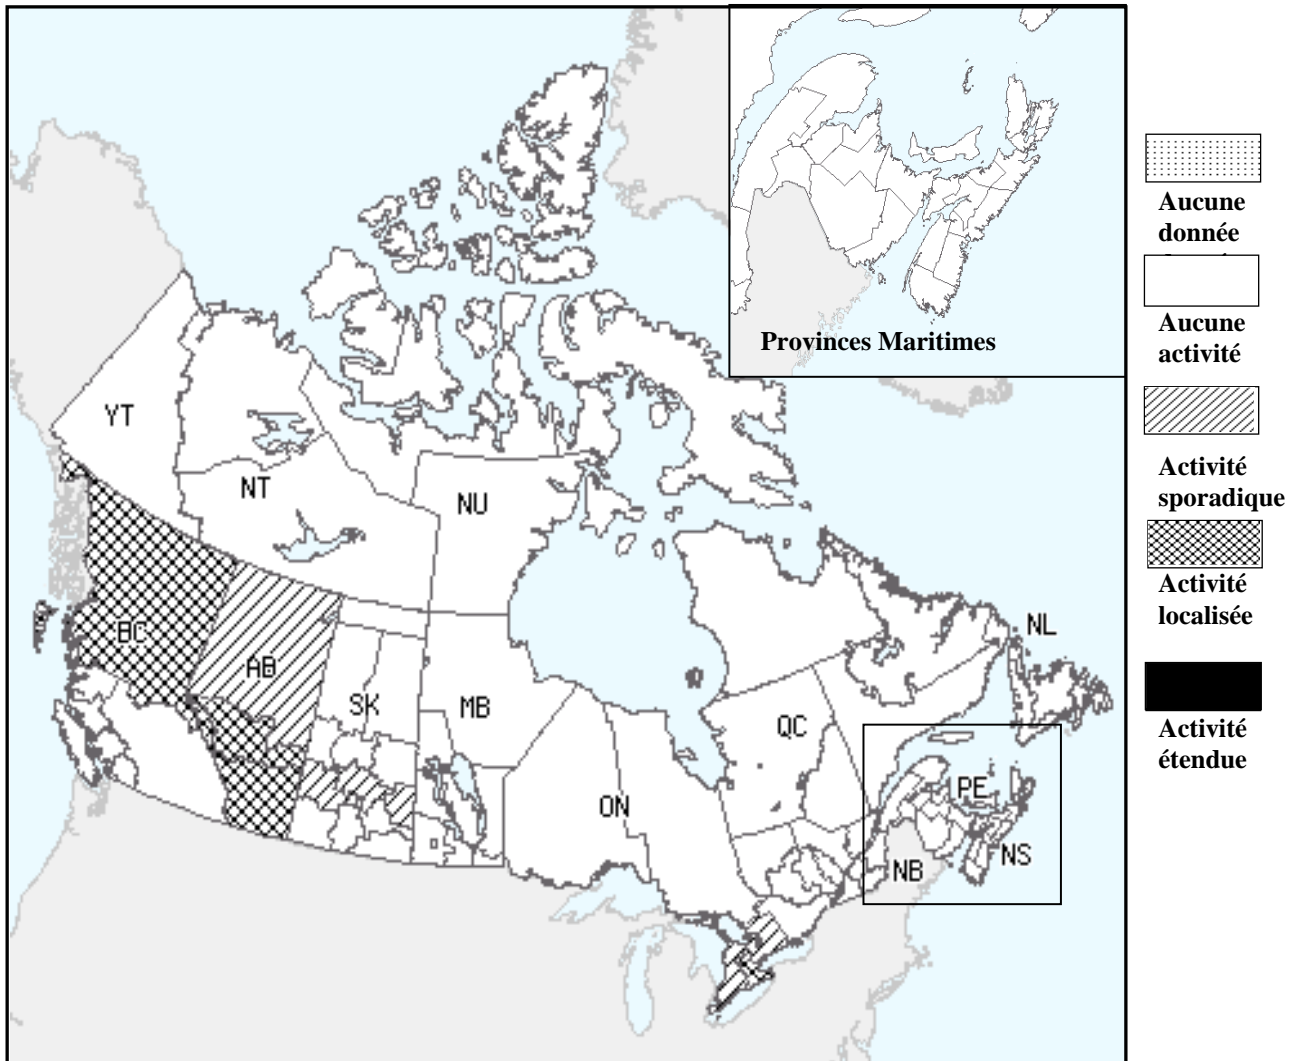 Provinces Maritimes
YT
NT
NU
BC
AB
SK
MB
ON
QC
NL
PE
NB
NS
Aucune
donnée
Aucune
activité
Activité
sporadique
Activité
localisée
Activité
étendue